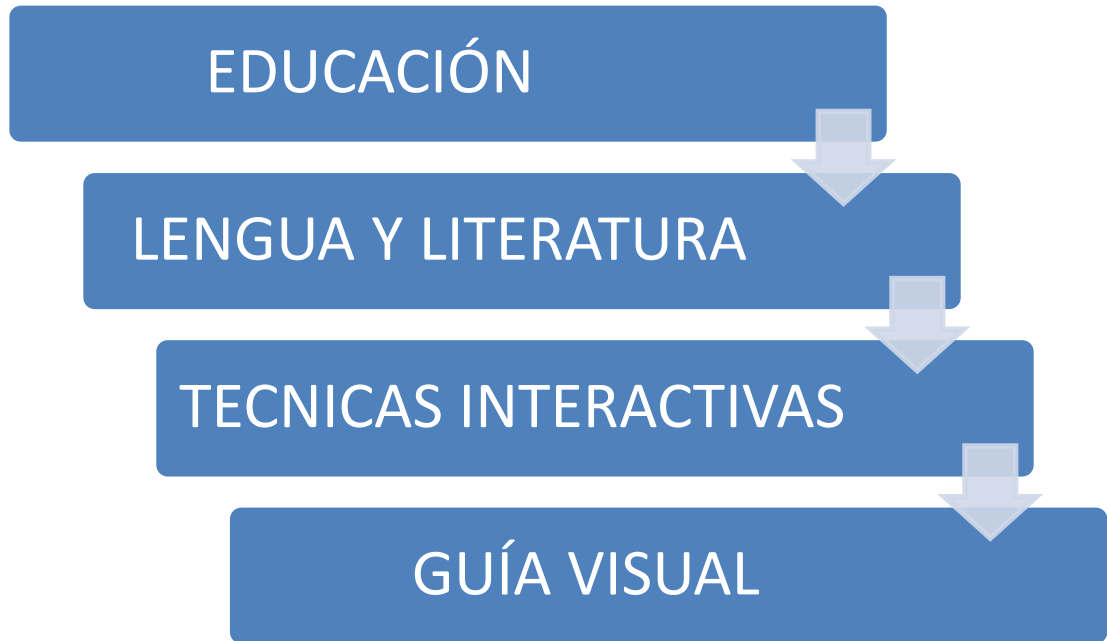 EDUCACIÓN
LENGUA Y LITERATURA
TECNICAS INTERACTIVAS
GUÍA VISUAL